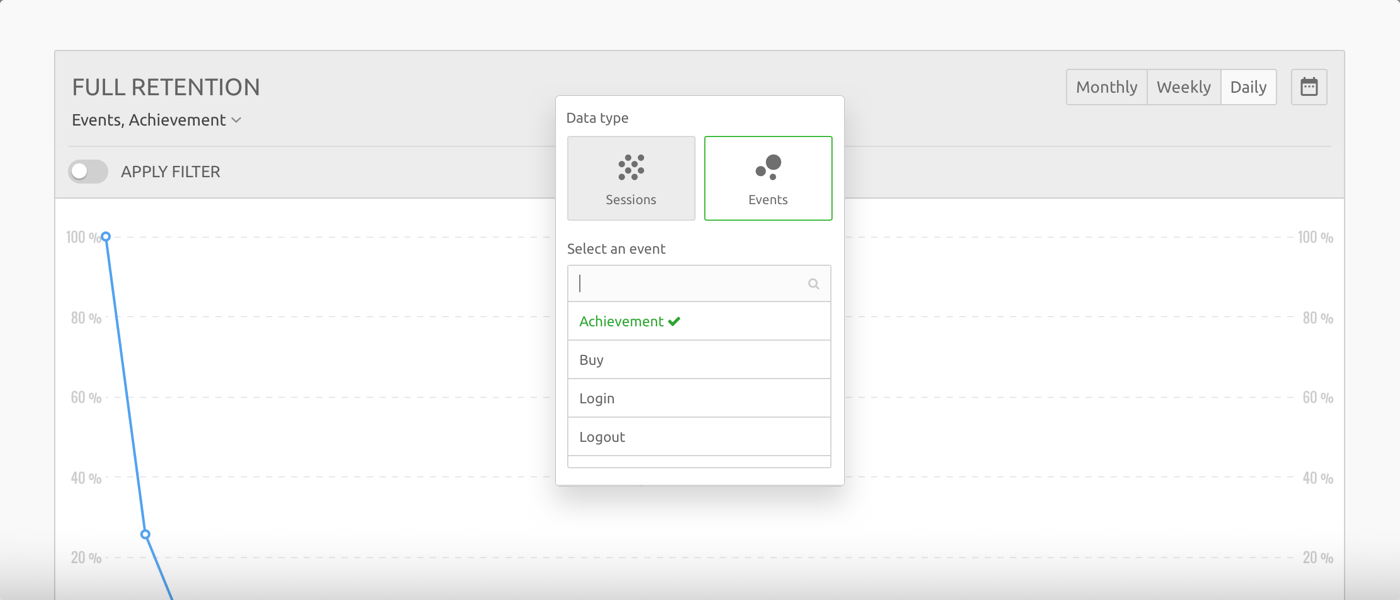 FULL RETENTION
Monthly Weekly Daily
Events, Achievement
APPLY FILTER
Data type
Sessions Events
Select an event
Achievement
Buy
Login
Logout
100 % 100 %
80 % 80 %
60 % 60 %
40 % 40 %
20 % 20 %